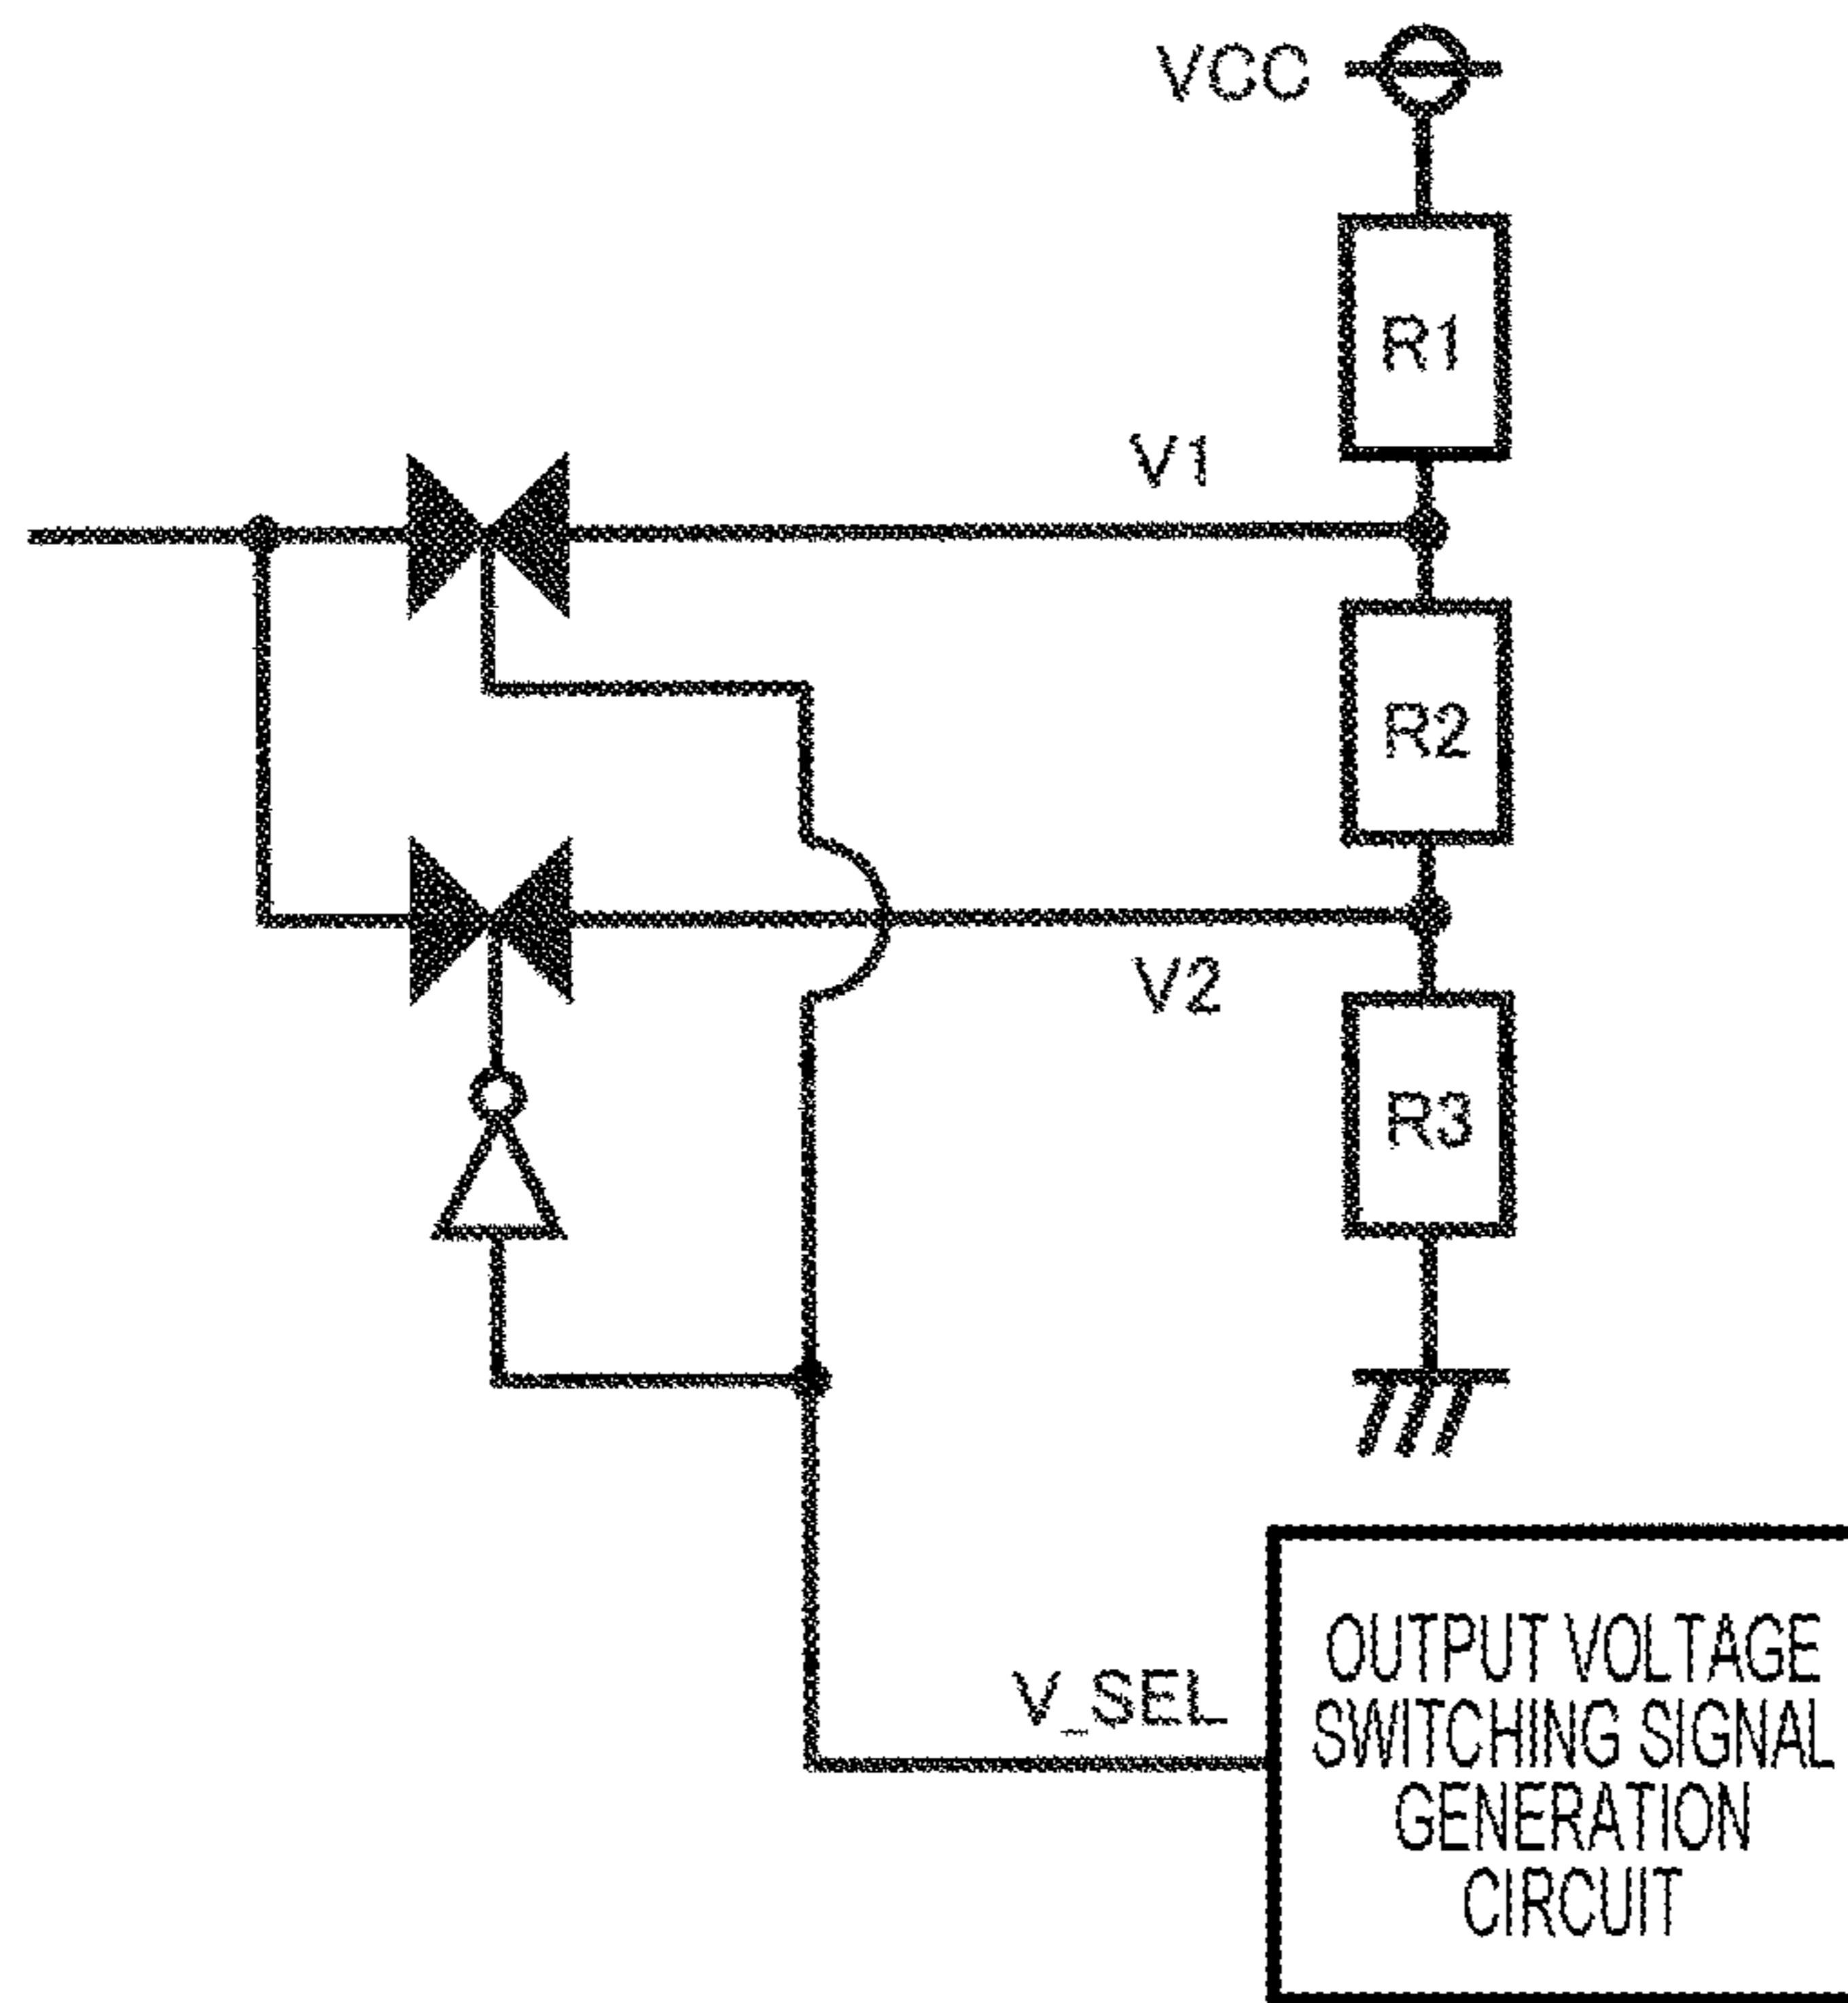 VCC
R1
V1
R2
V2
R3
V_SEL
OUTPUT VOLTAGE
SWITCHING SIGNAL
GENERATION
CIRCUIT